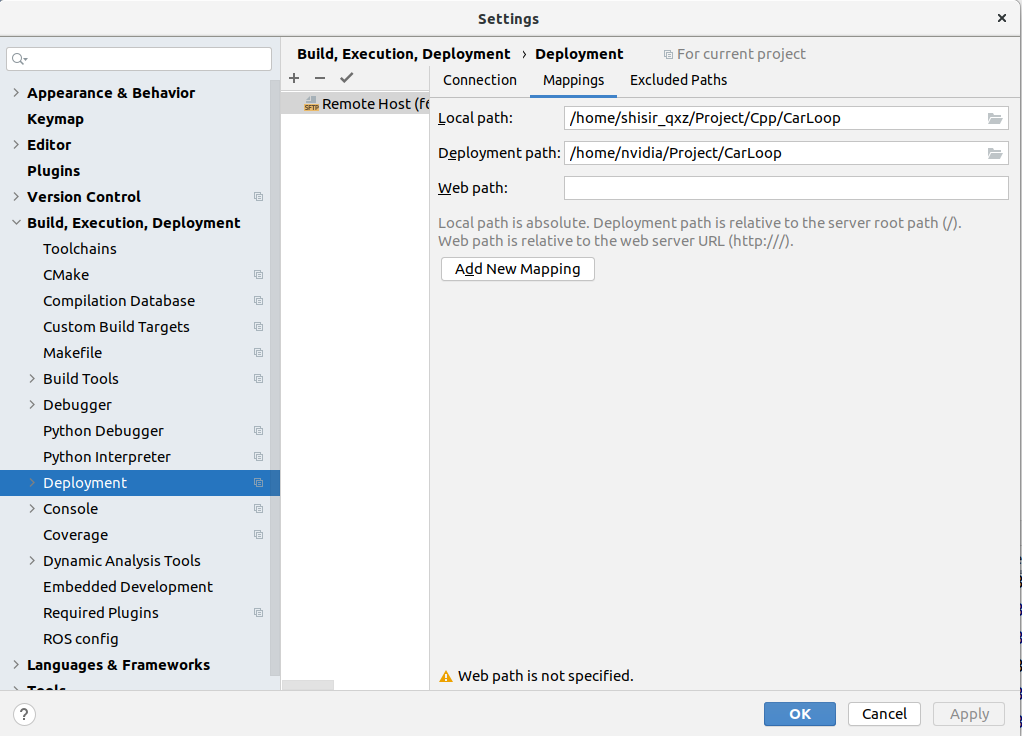 Settings
Build, Execution, Deployment › Deployment
For current project
Appearance & Behavior
Keymap
Editor
Plugins
Version Control
Build, Execution, Deployment
Toolchains
CMake
Compilation Database
Custom Build Targets
Makefile
Build Tools
Debugger
Python Debugger
Python Interpreter
Deployment
Console
Coverage
Dynamic Analysis Tools
Embedded Development
Required Plugins
ROS config
Languages & Frameworks
Tools
SFTP
Remote Host (f6
Connection
Mappings
Excluded Paths
Local path:
/home/shisir_qxz/Project/Cpp/CarLoop
Deployment path:
/home/nvidia/Project/CarLoop
Web path:
Local path is absolute. Deployment path is relative to the server root path (/).
Web path is relative to the web server URL (http:///).
Add New Mapping
Web path is not specified.
?
OK
Cancel
Apply